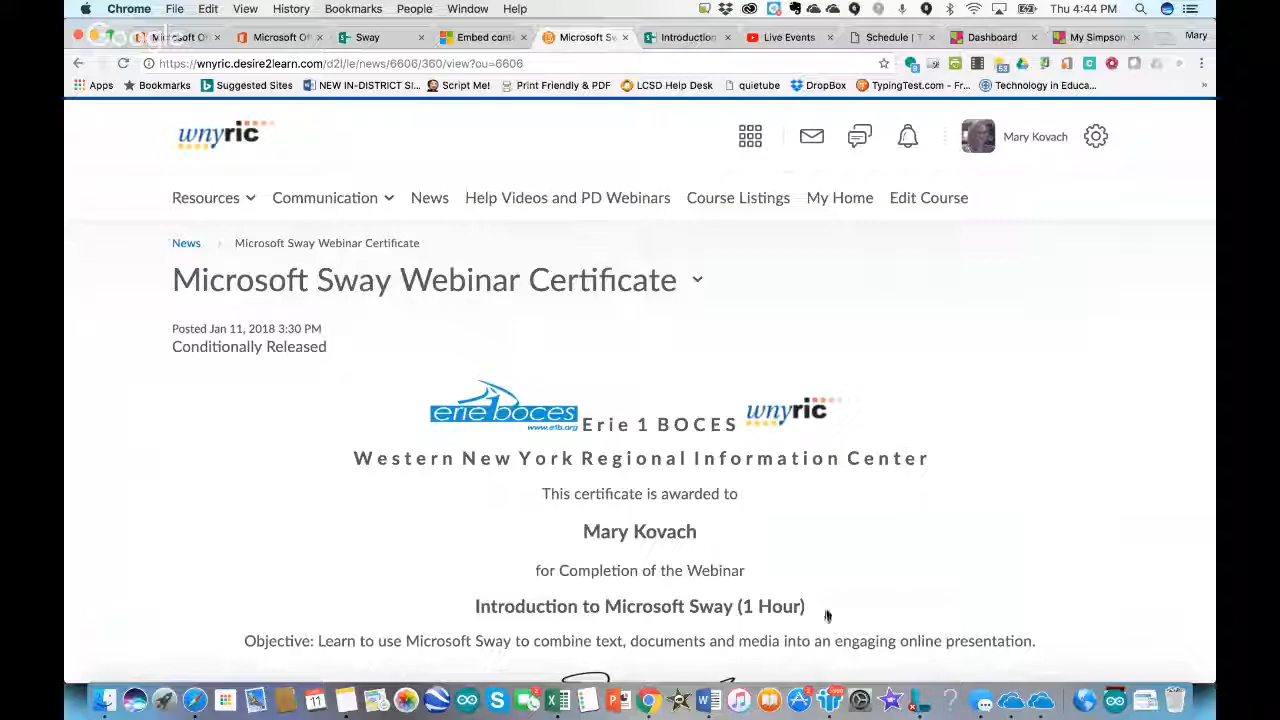 Chrome File Edit View History Bookmarks People Window Help Thu 4:44 PM
Google
Microsoft O Microsoft Of Sway Embed cont Microsoft Sw Introduction Live Events Schedule | T Dashboard My Simpson Mary
https://wnyric.desire2learn.com/d2l/le/news/6606/360/view?ou=6606
Apps Bookmarks Suggested Sites NEW IN-DISTRICT SI... Script Me! Print Friendly & PDF LCSD Help Desk quietube DropBox TypingTest.com - Fr... Technology in Educa... »
wnyric
Mary Kovach
Resources Communication News Help Videos and PD Webinars Course Listings My Home Edit Course
News › Microsoft Sway Webinar Certificate
Microsoft Sway Webinar Certificate
Posted Jan 11, 2018 3:30 PM
Conditionally Released
erie 1 boces
www.e1b.org
Erie 1 BOCES
wnyric
Western New York Regional Information Center
This certificate is awarded to
Mary Kovach
for Completion of the Webinar
Introduction to Microsoft Sway (1 Hour)
Objective: Learn to use Microsoft Sway to combine text, documents and media into an engaging online presentation.